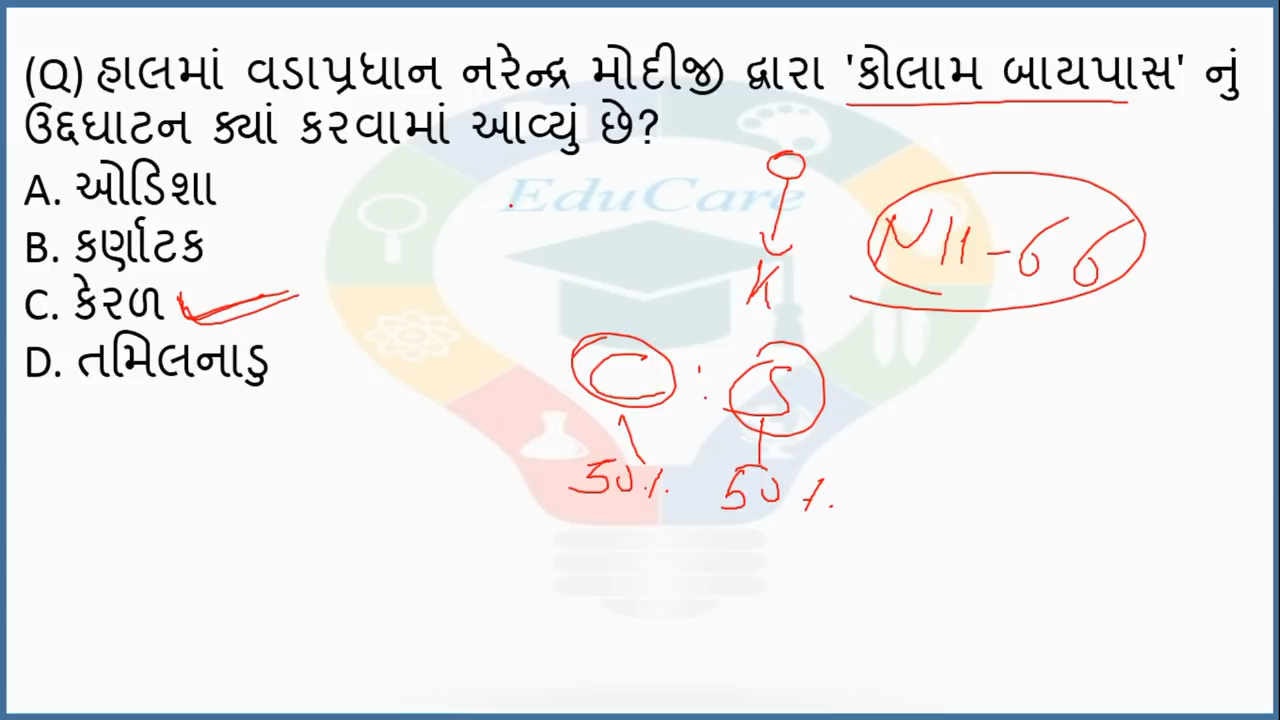 (Q) હાલમાં વડાપ્રધાન નરેન્દ્ર મોદીજી દ્વારા 'કોલામ બાયપાસ' નું
ઉદ્દઘાટન ક્યાં કરવામાં આવ્યું છે?
A. ઓડિશા
B. કર્ણાટક
C. કેરળ
D. તમિલનાડુ
EduCare
K
NH-66
C : S
50% 50%